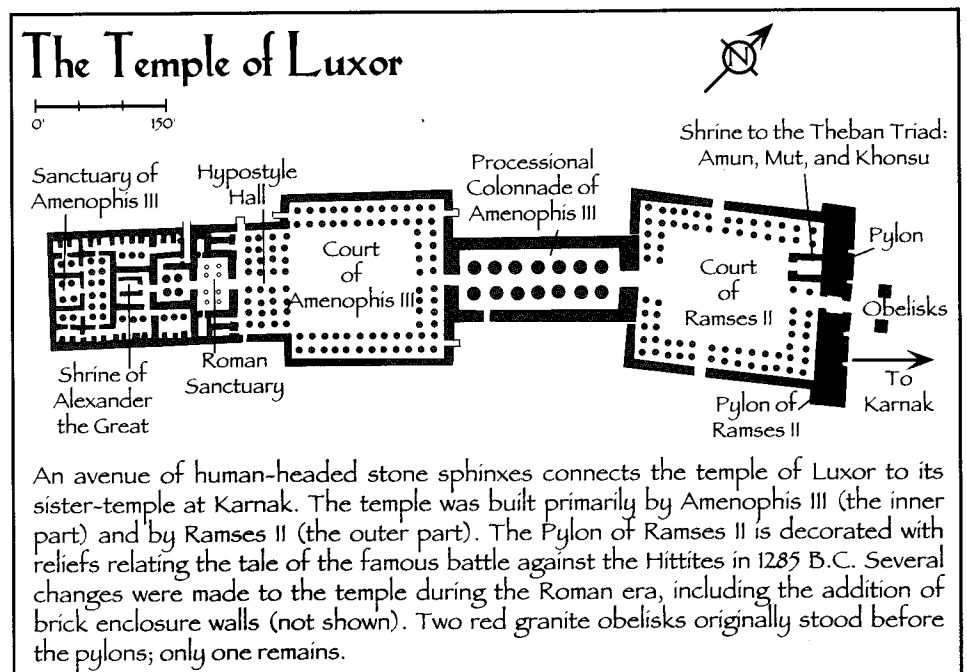 The Temple of Luxor
N
0' 150'
Shrine to the Theban Triad:
Amun, Mut, and Khonsu
Processional
Colonnade of
Amenophis III
Hypostyle
Hall
Sanctuary of
Amenophis III
Court
of
Amenophis III
Court
of
Ramses II
Pylon
Obelisks
To
Karnak
Pylon of
Ramses II
Roman
Sanctuary
Shrine of
Alexander
the Great
An avenue of human-headed stone sphinxes connects the temple of Luxor to its
sister-temple at Karnak. The temple was built primarily by Amenophis III (the inner
part) and by Ramses II (the outer part). The Pylon of Ramses II is decorated with
reliefs relating the tale of the famous battle against the Hittites in 1285 B.C. Several
changes were made to the temple during the Roman era, including the addition of
brick enclosure walls (not shown). Two red granite obelisks originally stood before
the pylons; only one remains.